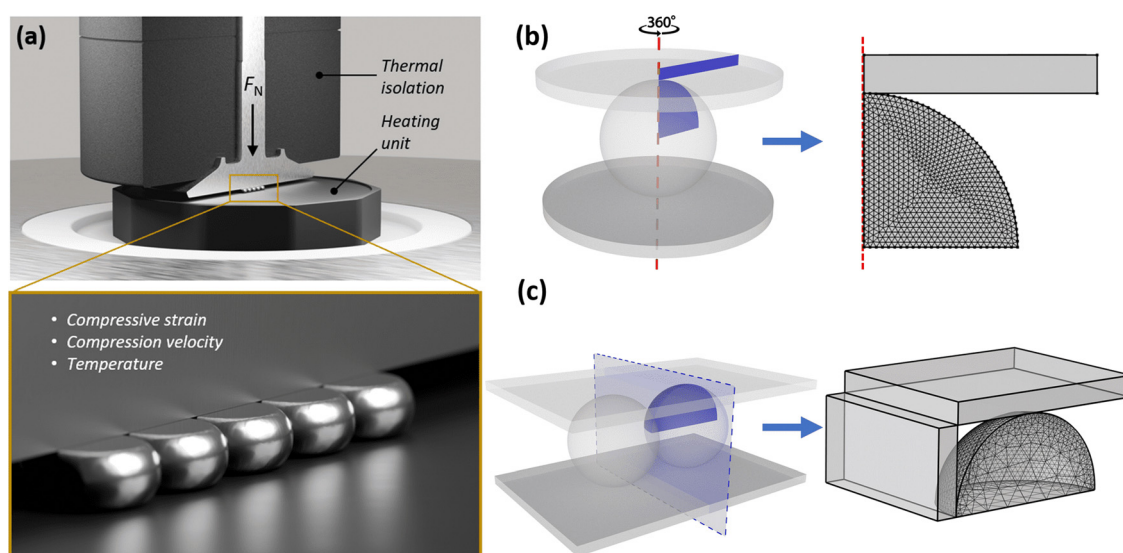 (a)
F_N
Thermal
isolation
Heating
unit
• Compressive strain
• Compression velocity
• Temperature
(b)
360°
(c)